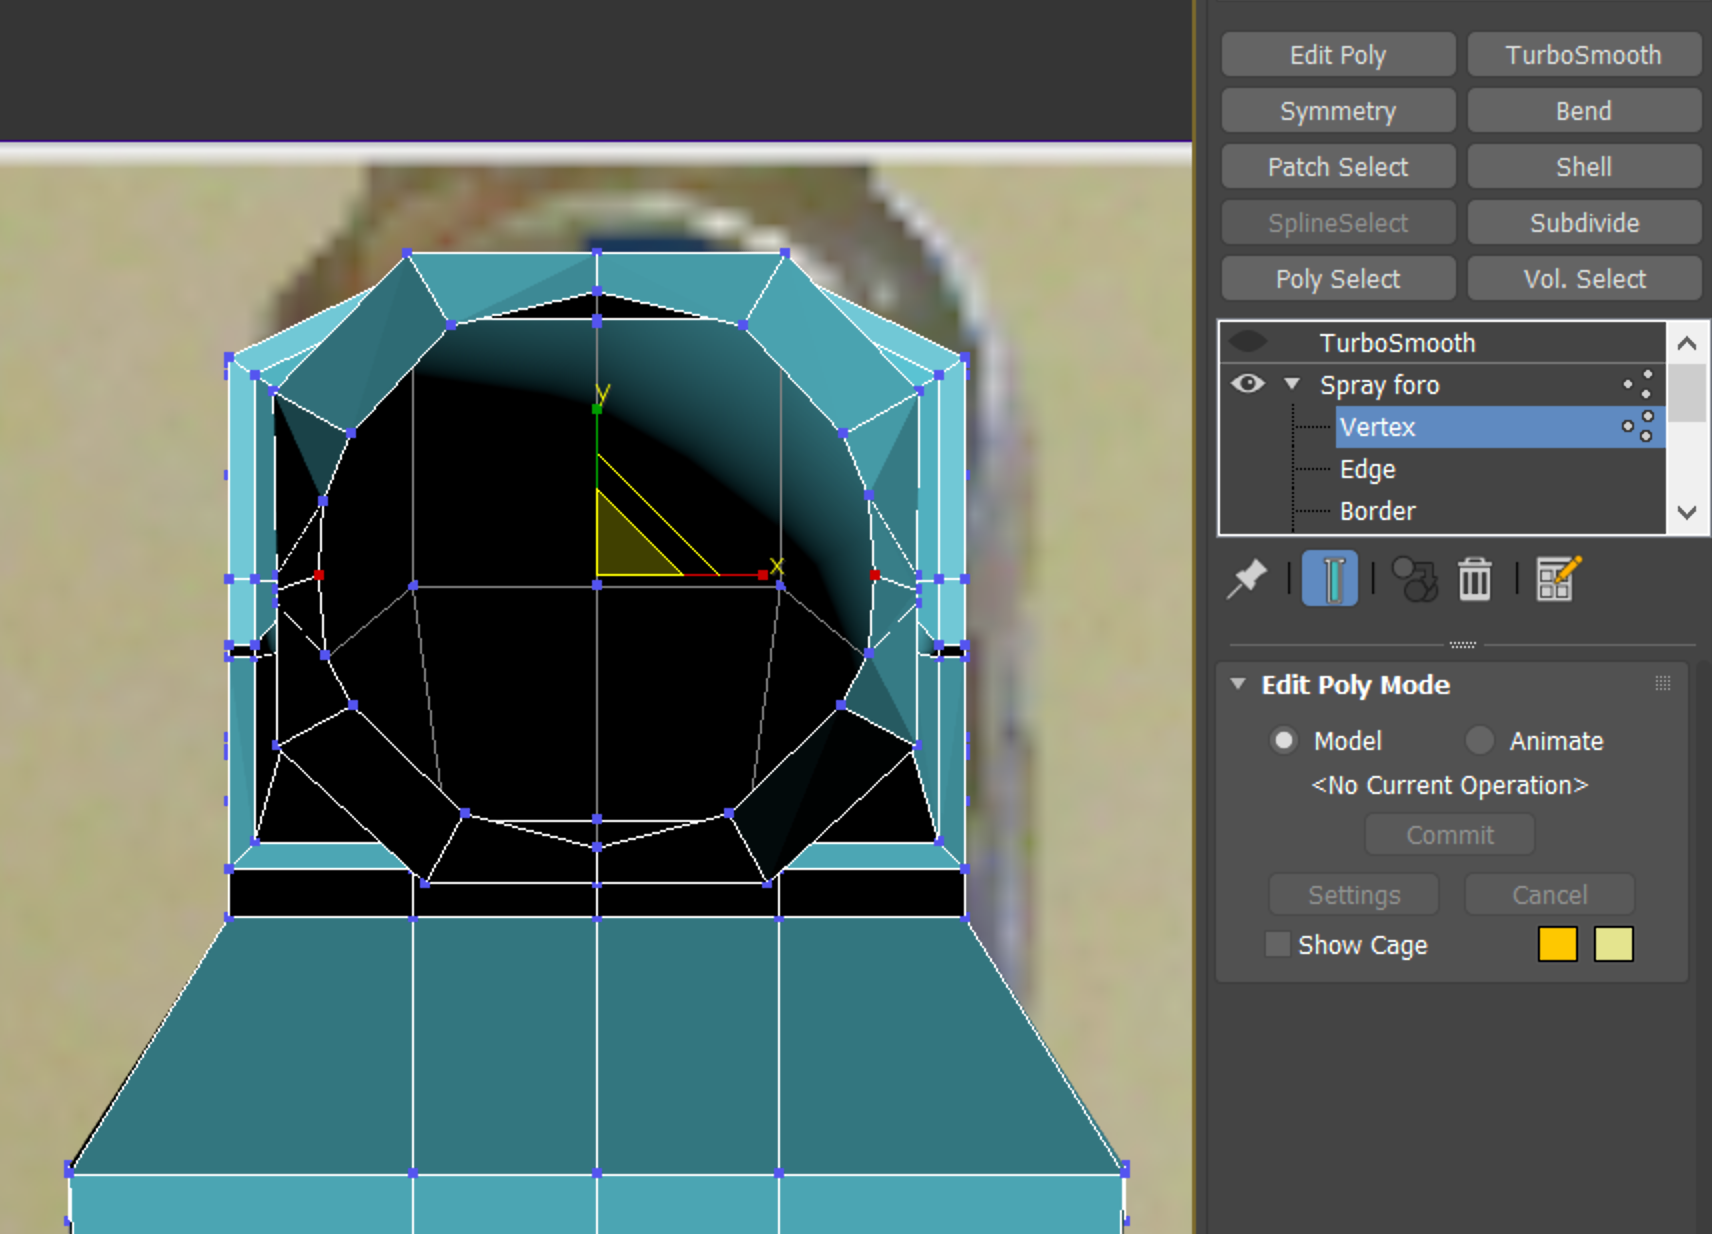 Edit Poly TurboSmooth
Symmetry Bend
Patch Select Shell
SplineSelect Subdivide
Poly Select Vol. Select
TurboSmooth
Spray foro
Vertex
Edge
Border
Edit Poly Mode
Model Animate
<No Current Operation>
Commit
Settings Cancel
Show Cage
y
x